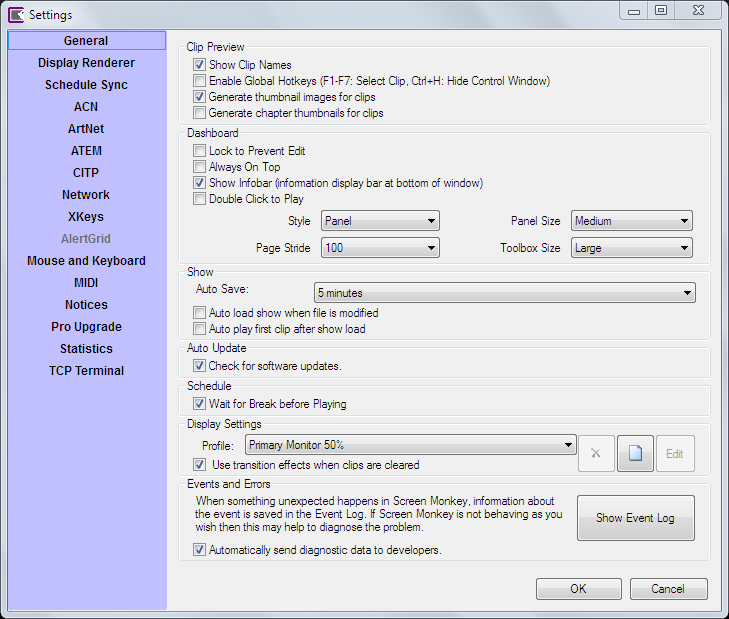 Settings
General
Display Renderer
Schedule Sync
ACN
ArtNet
ATEM
CITP
Network
XKeys
AlertGrid
Mouse and Keyboard
MIDI
Notices
Pro Upgrade
Statistics
TCP Terminal
Clip Preview
Show Clip Names
Enable Global Hotkeys (F1-F7: Select Clip, Ctrl+H: Hide Control Window)
Generate thumbnail images for clips
Generate chapter thumbnails for clips
Dashboard
Lock to Prevent Edit
Always On Top
Show Infobar (information display bar at bottom of window)
Double Click to Play
Style Panel Panel Size Medium
Page Stride 100 Toolbox Size Large
Show
Auto Save: 5 minutes
Auto load show when file is modified
Auto play first clip after show load
Auto Update
Check for software updates.
Schedule
Wait for Break before Playing
Display Settings
Profile: Primary Monitor 50% Edit
Use transition effects when clips are cleared
Events and Errors
When something unexpected happens in Screen Monkey, information about
the event is saved in the Event Log. If Screen Monkey is not behaving as you
wish then this may help to diagnose the problem.
Show Event Log
Automatically send diagnostic data to developers.
OK Cancel